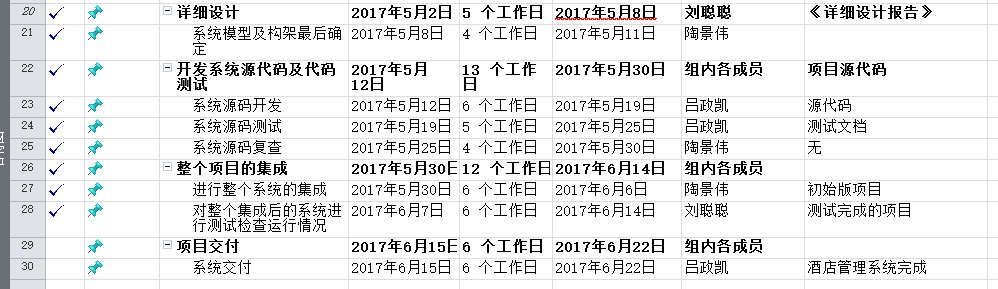 20 详细设计 2017年5月2日 5 个工作日 2017年5月8日 刘聪聪 《详细设计报告》
21 系统模型及构架最后确 2017年5月8日 4 个工作日 2017年5月11日 陶景伟
定
22 开发系统源代码及代码 2017年5月 13 个工作 2017年5月30日 组内各成员 项目源代码
测试 12日 日
23 系统源码开发 2017年5月12日 6 个工作日 2017年5月19日 吕政凯 源代码
24 系统源码测试 2017年5月19日 5 个工作日 2017年5月25日 吕政凯 测试文档
25 系统源码复查 2017年5月25日 4 个工作日 2017年5月30日 陶景伟 无
26 整个项目的集成 2017年5月30日 12 个工作日 2017年6月14日 组内各成员
27 进行整个系统的集成 2017年5月30日 6 个工作日 2017年6月6日 陶景伟 初始版项目
28 对整个集成后的系统进 2017年6月7日 6 个工作日 2017年6月14日 刘聪聪 测试完成的项目
行测试检查运行情况
29 项目交付 2017年6月15日 6 个工作日 2017年6月22日 组内各成员
30 系统交付 2017年6月15日 6 个工作日 2017年6月22日 吕政凯 酒店管理系统完成